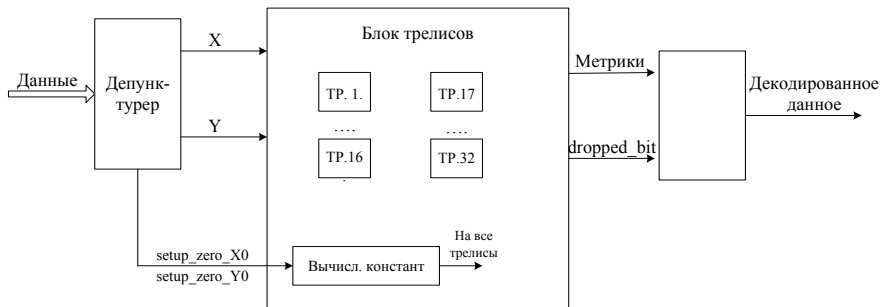 Данные
Депунк-
турер
X
Y
Блок трелисов
ТР. 1.
....
ТР.16
.
ТР.17
....
ТР.32
Метрики
dropped_bit
Декодированное
данное
setup_zero_X0
setup_zero_Y0
Вычисл. констант
На все
трелисы